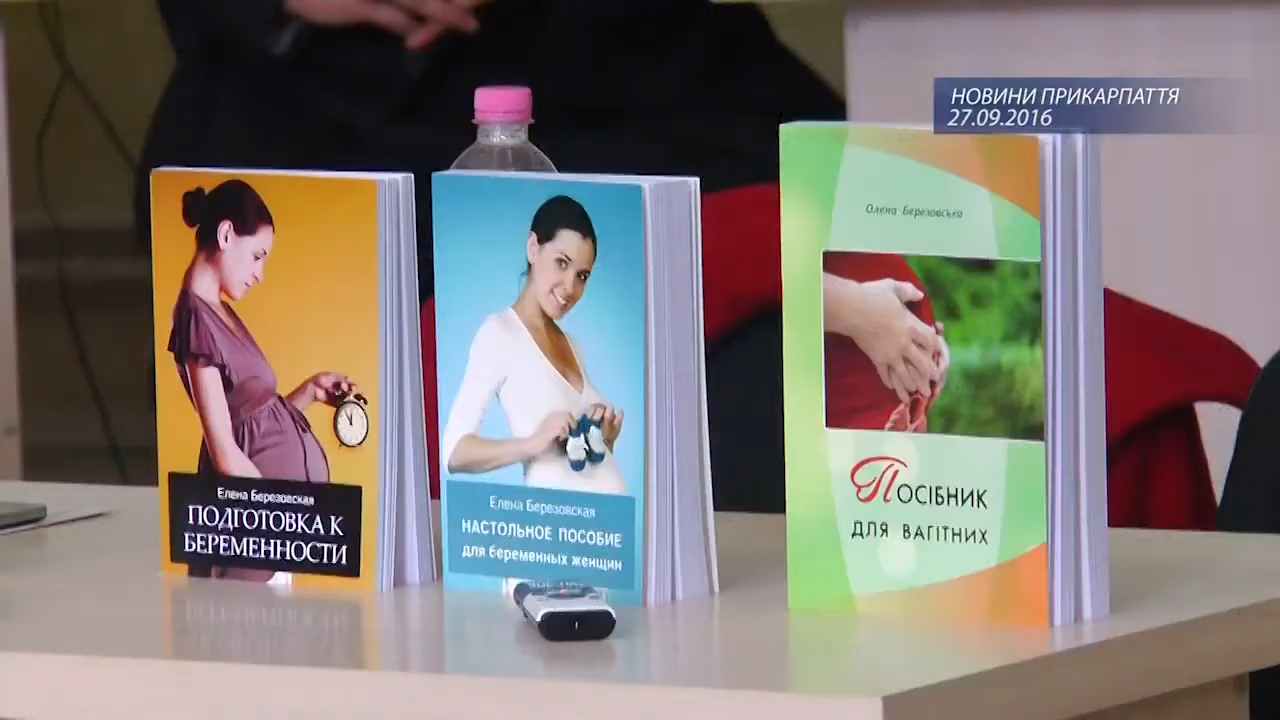 НОВИНИ ПРИКАРПАТТЯ
27.09.2016
Елена Березовская
ПОДГОТОВКА К
БЕРЕМЕННОСТИ
Елена Березовская
НАСТОЛЬНОЕ ПОСОБИЕ
для беременных женщин
Олена Березовська
ПОСІБНИК
ДЛЯ ВАГІТНИХ